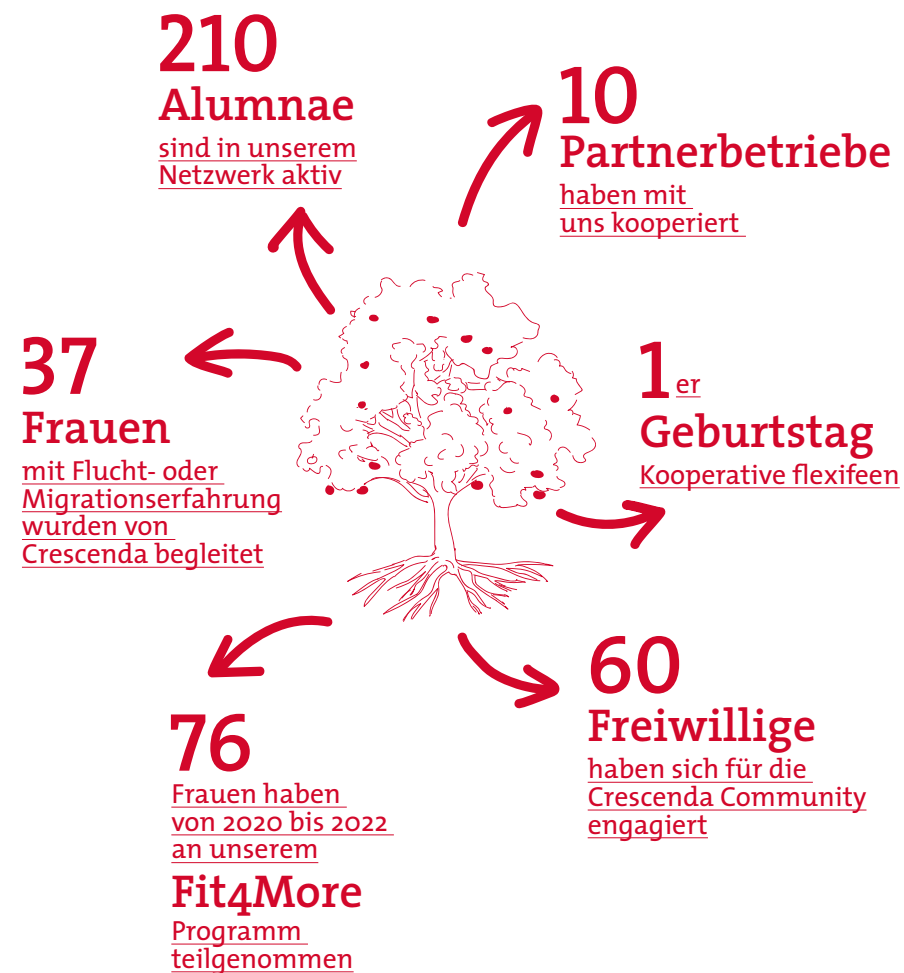 210
Alumnae
sind in unserem
Netzwerk aktiv
10
Partnerbetriebe
haben mit
uns kooperiert
37
Frauen
mit Flucht- oder
Migrationserfahrung
wurden von
Crescenda begleitet
1er
Geburtstag
Kooperative flexifeen
76
Frauen haben
von 2020 bis 2022
an unserem
Fit4More
Programm
teilgenommen
60
Freiwillige
haben sich für die
Crescenda Community
engagiert